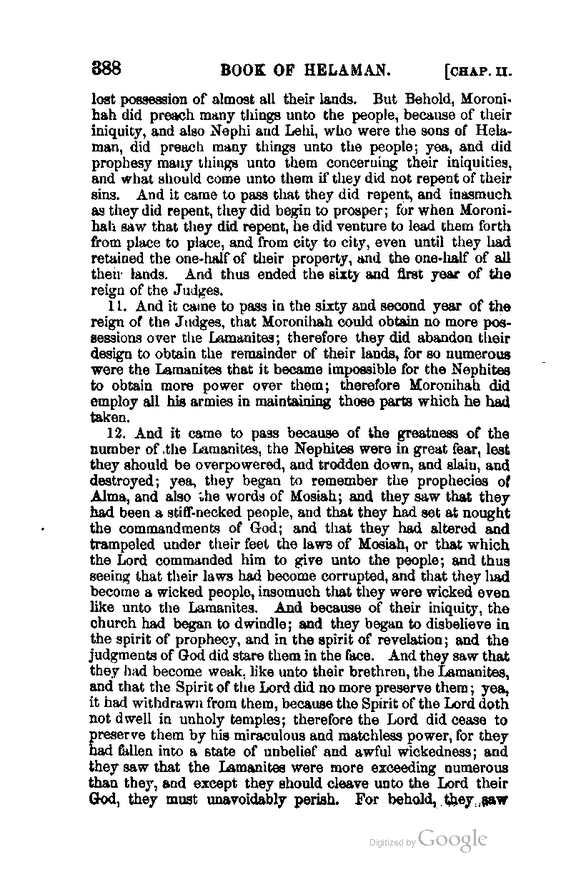 388 BOOK OF HELAMAN. [CHAP. II.
lost possession of almost all their lands. But Behold, Moroni-
hah did preach many things unto the people, because of their
iniquity, and also Nephi and Lehi, who were the sons of Hela-
man, did preach many things unto the people; yea, and did
prophesy many things unto them concerning their iniquities,
and what should come unto them if they did not repent of their
sins. And it came to pass that they did repent, and inasmuch
as they did repent, they did begin to prosper; for when Moroni-
hah saw that they did repent, he did venture to lead them forth
from place to place, and from city to city, even until they had
retained the one-half of their property, and the one-half of all
their lands. And thus ended the sixty and first year of the
reign of the Judges.
11. And it came to pass in the sixty and second year of the
reign of the Judges, that Moronihah could obtain no more pos-
sessions over the Lamanites; therefore they did abandon their
design to obtain the remainder of their lands, for so numerous
were the Lamanites that it became impossible for the Nephites
to obtain more power over them; therefore Moronihah did
employ all his armies in maintaining those parts which he had
taken.
12. And it came to pass because of the greatness of the
number of the Lamanites, the Nephites were in great fear, lest
they should be overpowered, and trodden down, and slain, and
destroyed; yea, they began to remember the prophecies of
Alma, and also the words of Mosiah; and they saw that they
had been a stiff-necked people, and that they had set at nought
the commandments of God; and that they had altered and
trampeled under their feet the laws of Mosiah, or that which
the Lord commanded him to give unto the people; and thus
seeing that their laws had become corrupted, and that they had
become a wicked people, insomuch that they were wicked even
like unto the Lamanites. And because of their iniquity, the
church had began to dwindle; and they began to disbelieve in
the spirit of prophecy, and in the spirit of revelation; and the
judgments of God did stare them in the face. And they saw that
they had become weak, like unto their brethren, the Lamanites,
and that the Spirit of the Lord did no more preserve them; yea,
it had withdrawn from them, because the Spirit of the Lord doth
not dwell in unholy temples; therefore the Lord did cease to
preserve them by his miraculous and matchless power, for they
had fallen into a state of unbelief and awful wickedness; and
they saw that the Lamanites were more exceeding numerous
than they, and except they should cleave unto the Lord their
God, they must unavoidably perish. For behold, they saw
Digitized by Google